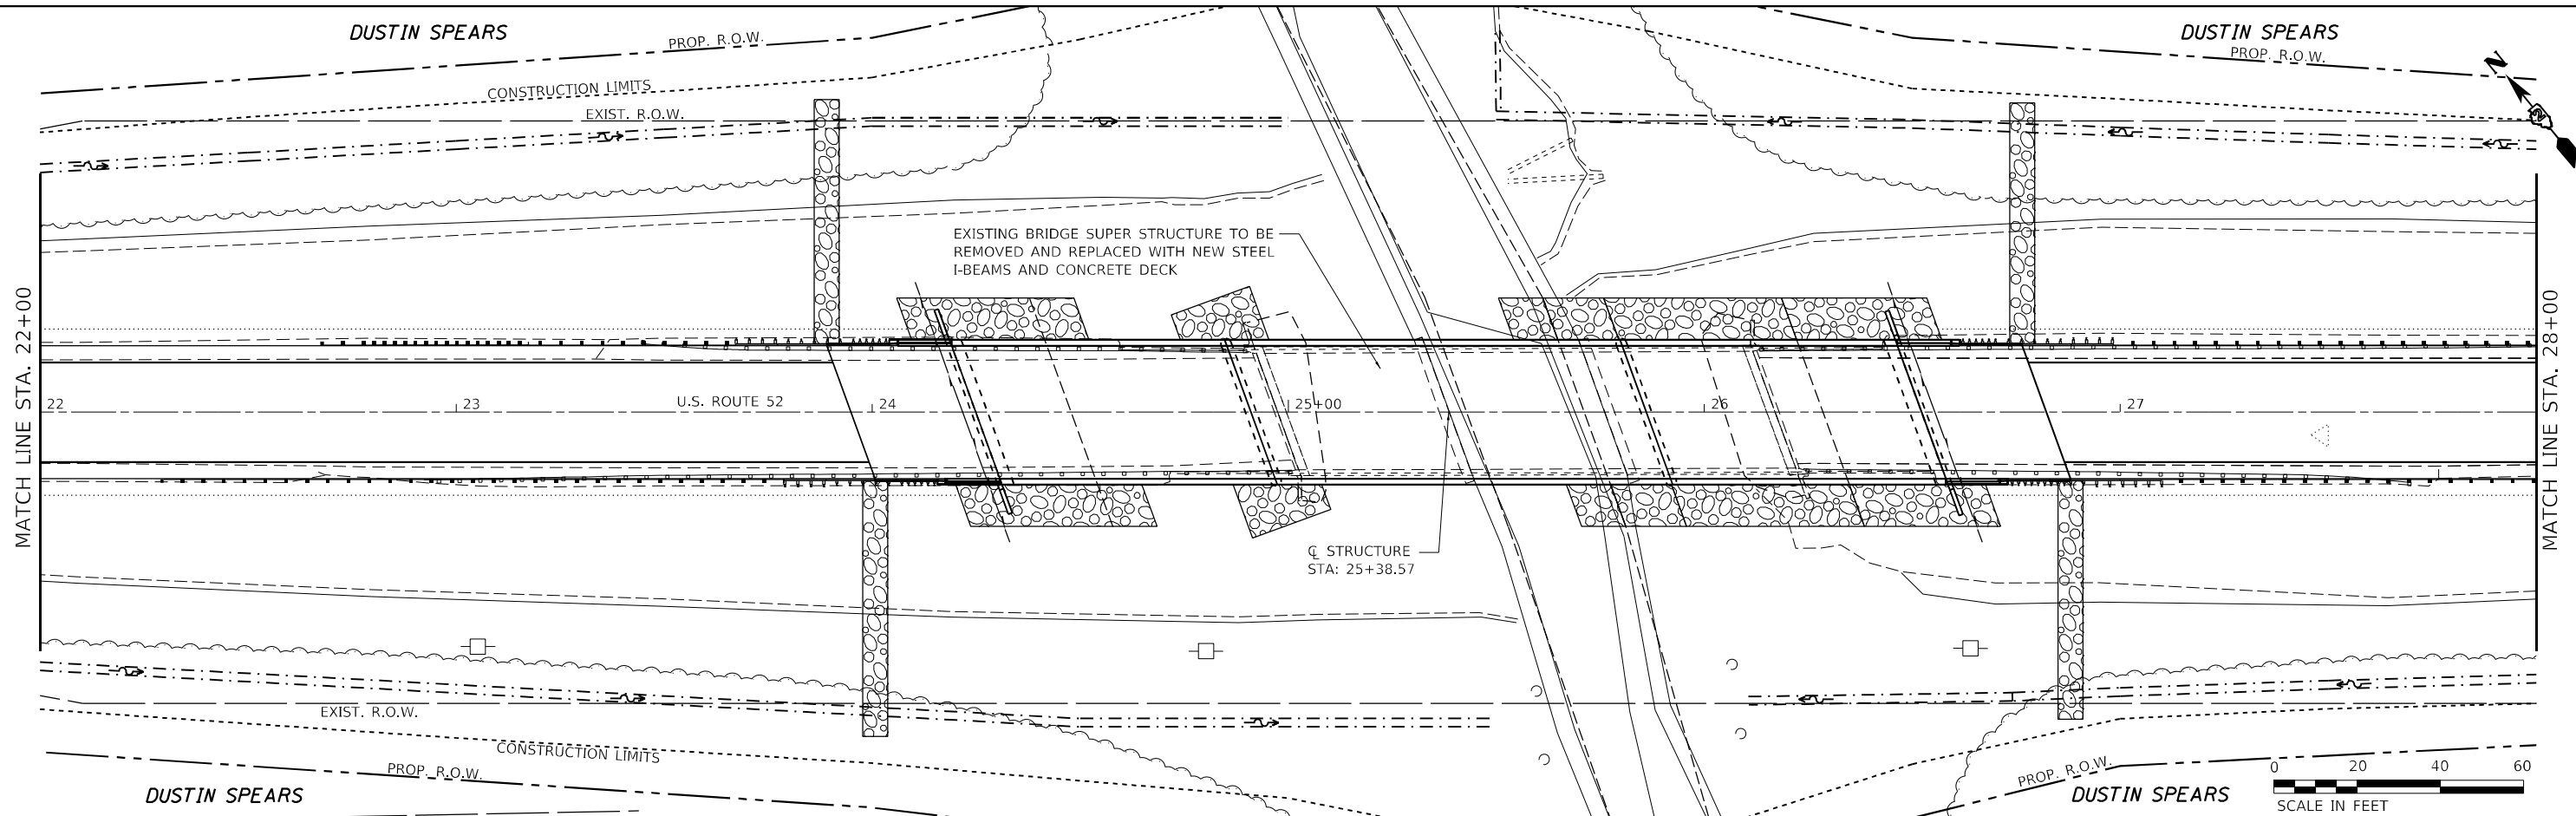 DUSTIN SPEARS
PROP. R.O.W.
DUSTIN SPEARS
PROP. R.O.W.
N
CONSTRUCTION LIMITS
EXIST. R.O.W.
EXISTING BRIDGE SUPER STRUCTURE TO BE
REMOVED AND REPLACED WITH NEW STEEL
I-BEAMS AND CONCRETE DECK
MATCH LINE STA. 22+00
MATCH LINE STA. 28+00
22
23
U.S. ROUTE 52
24
25+00
26
27
℄ STRUCTURE
STA: 25+38.57
EXIST. R.O.W.
CONSTRUCTION LIMITS
PROP. R.O.W.
DUSTIN SPEARS
PROP. R.O.W.
DUSTIN SPEARS
0 20 40 60
SCALE IN FEET